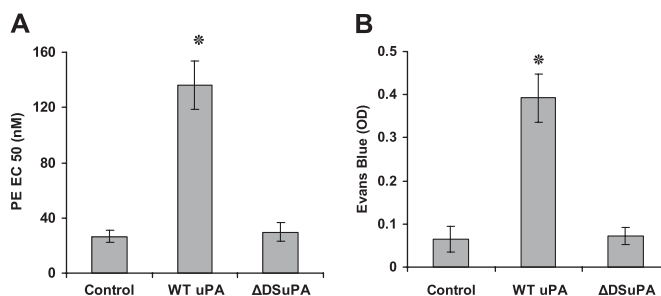 A
PE EC 50 (nM)
160
120
80
40
0
*
Control WT uPA ΔDSuPA
B
Evans Blue (OD)
0.5
0.4
0.3
0.2
0.1
0
*
Control WT uPA ΔDSuPA